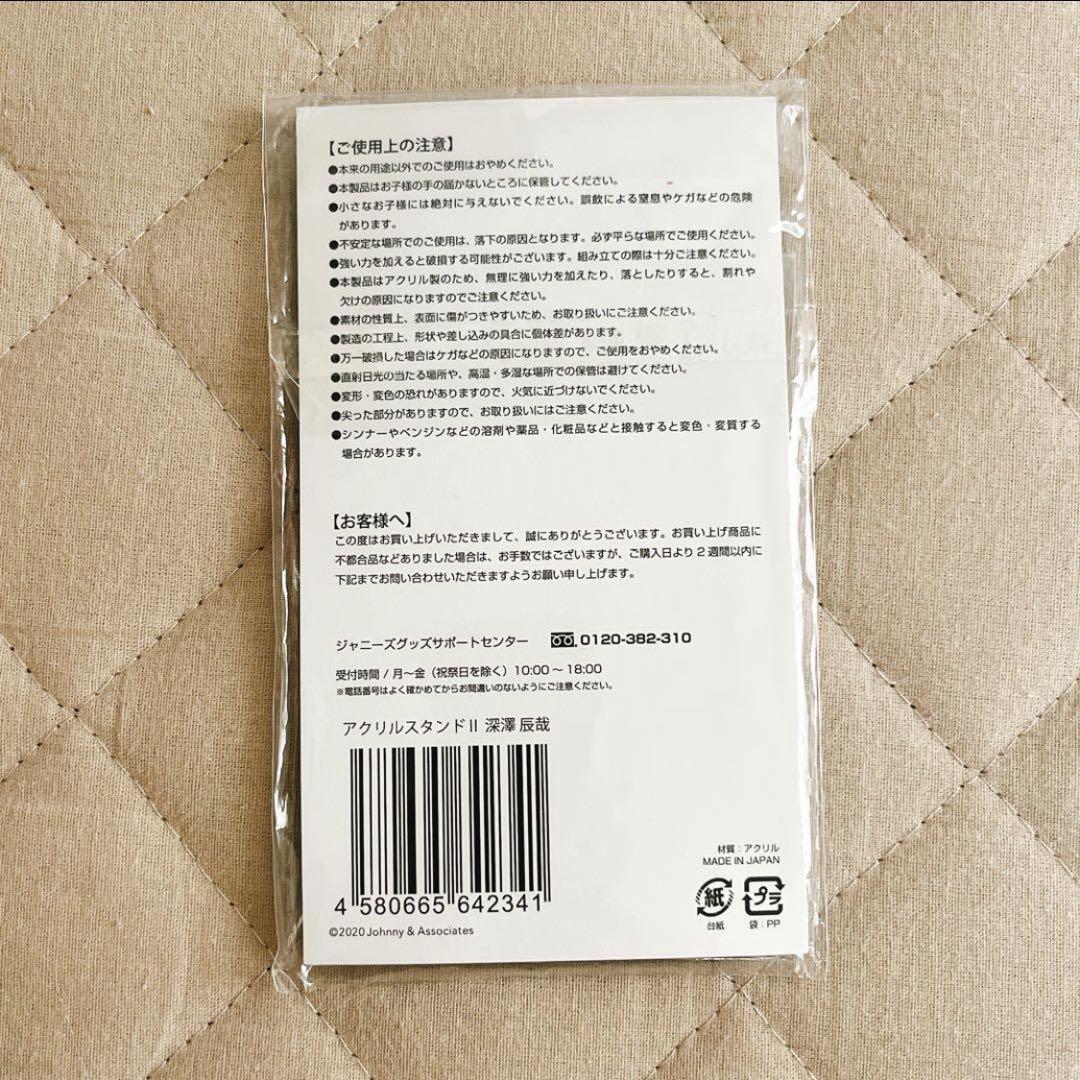 【ご使用上の注意】
●本来の用途以外でのご使用はおやめください。
●本製品はお子様の手の届かないところに保管してください。
●小さなお子様には絶対に与えないでください。誤飲による窒息やケガなどの危険
があります。
●不安定な場所でのご使用は、落下の原因となります。必ず平らな場所でご使用ください。
●強い力を加えると破損する可能性がございます。組み立ての際は十分ご注意ください。
●本製品はアクリル製のため、無理に強い力を加えたり、落としたりすると、割れや
欠けの原因になりますのでご注意ください。
●素材の性質上、表面に傷がつきやすいため、お取り扱いにご注意ください。
●製造の工程上、形状や差し込みの具合に個体差があります。
●万一破損した場合はケガなどの原因になりますので、ご使用をおやめください。
●直射日光の当たる場所や、高湿・多湿な場所での保管は避けてください。
●変形・変色の恐れがありますので、火気に近づけないでください。
●尖った部分がありますので、お取り扱いにはご注意ください。
●シンナーやベンジンなどの溶剤や薬品・化粧品などと接触すると変色・変質する
場合があります。
【お客様へ】
この度はお買い上げいただきまして、誠にありがとうございます。お買い上げ商品に
不都合品などありました場合は、お手数ではございますが、ご購入日より2週間以内に
下記までお問い合わせいただきますようお願い申し上げます。
ジャニーズグッズサポートセンター 0120-382-310
受付時間 / 月〜金（祝祭日を除く）10:00〜18:00
※電話番号はよく確かめてからお間違いのないようにご注意ください。
アクリルスタンドII 深澤 辰哉
4 580665 642341
©2020 Johnny & Associates
材質：アクリル
MADE IN JAPAN
紙 プラ
台紙 袋：PP